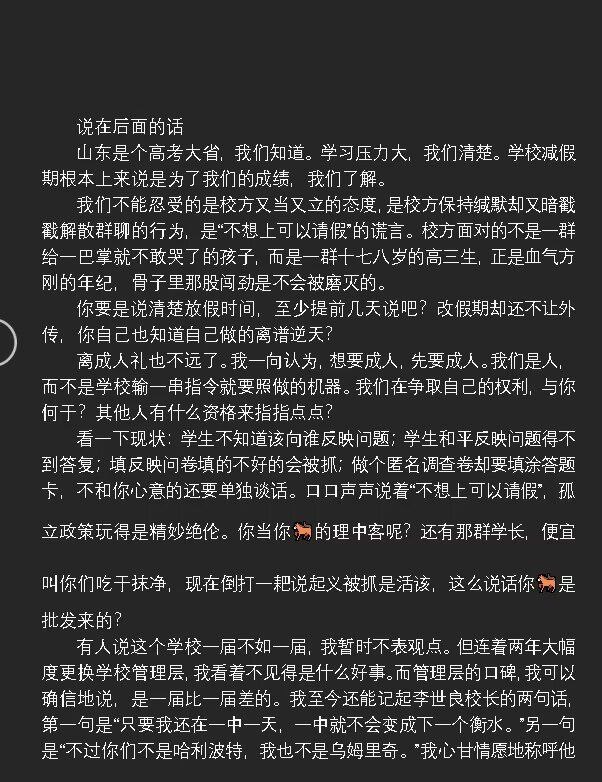 说在后面的话
山东是个高考大省，我们知道。学习压力大，我们清楚。学校减假
期根本上来说是为了我们的成绩，我们了解。
我们不能忍受的是校方又当又立的态度，是校方保持缄默却又暗戳
戳解散群聊的行为，是“不想上可以请假”的谎言。校方面对的不是一群
给一巴掌就不敢哭了的孩子，而是一群十七八岁的高三生，正是血气方
刚的年纪，骨子里那股闯劲是不会被磨灭的。
你要是说清楚放假时间，至少提前几天说吧？改假期却还不让外
传，你自己也知道自己做的离谱逆天？
离成人礼也不远了。我一向认为，想要成人，先要成人。我们是人，
而不是学校输一串指令就要照做的机器。我们在争取自己的权利，与你
何干？其他人有什么资格来指指点点？
看一下现状：学生不知道该向谁反映问题；学生和平反映问题得不
到答复；填反映问卷填的不好的会被抓；做个匿名调查卷却要填涂答题
卡，不和你心意的还要单独谈话。口口声声说着“不想上可以请假”，孤
立政策玩得是精妙绝伦。你当你🐎的理中客呢？还有那群学长，便宜
叫你们吃干抹净，现在倒打一耙说起义被抓是活该，这么说话你🐎是
批发来的？
有人说这个学校一届不如一届，我暂时不表观点。但连着两年大幅
度更换学校管理层，我看着不见得是什么好事。而管理层的口碑，我可以
确信地说，是一届比一届差的。我至今还能记起李世良校长的两句话，
第一句是“只要我还在一中一天，一中就不会变成下一个衡水。”另一句
是“不过你们不是哈利波特，我也不是乌姆里奇。”我心甘情愿地称呼他